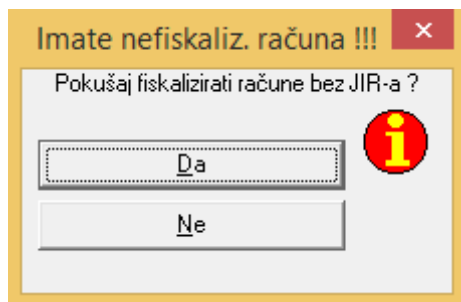 Imate nefiskaliz. računa !!!
Pokušaj fiskalizirati račune bez JIR-a ?
Da
Ne